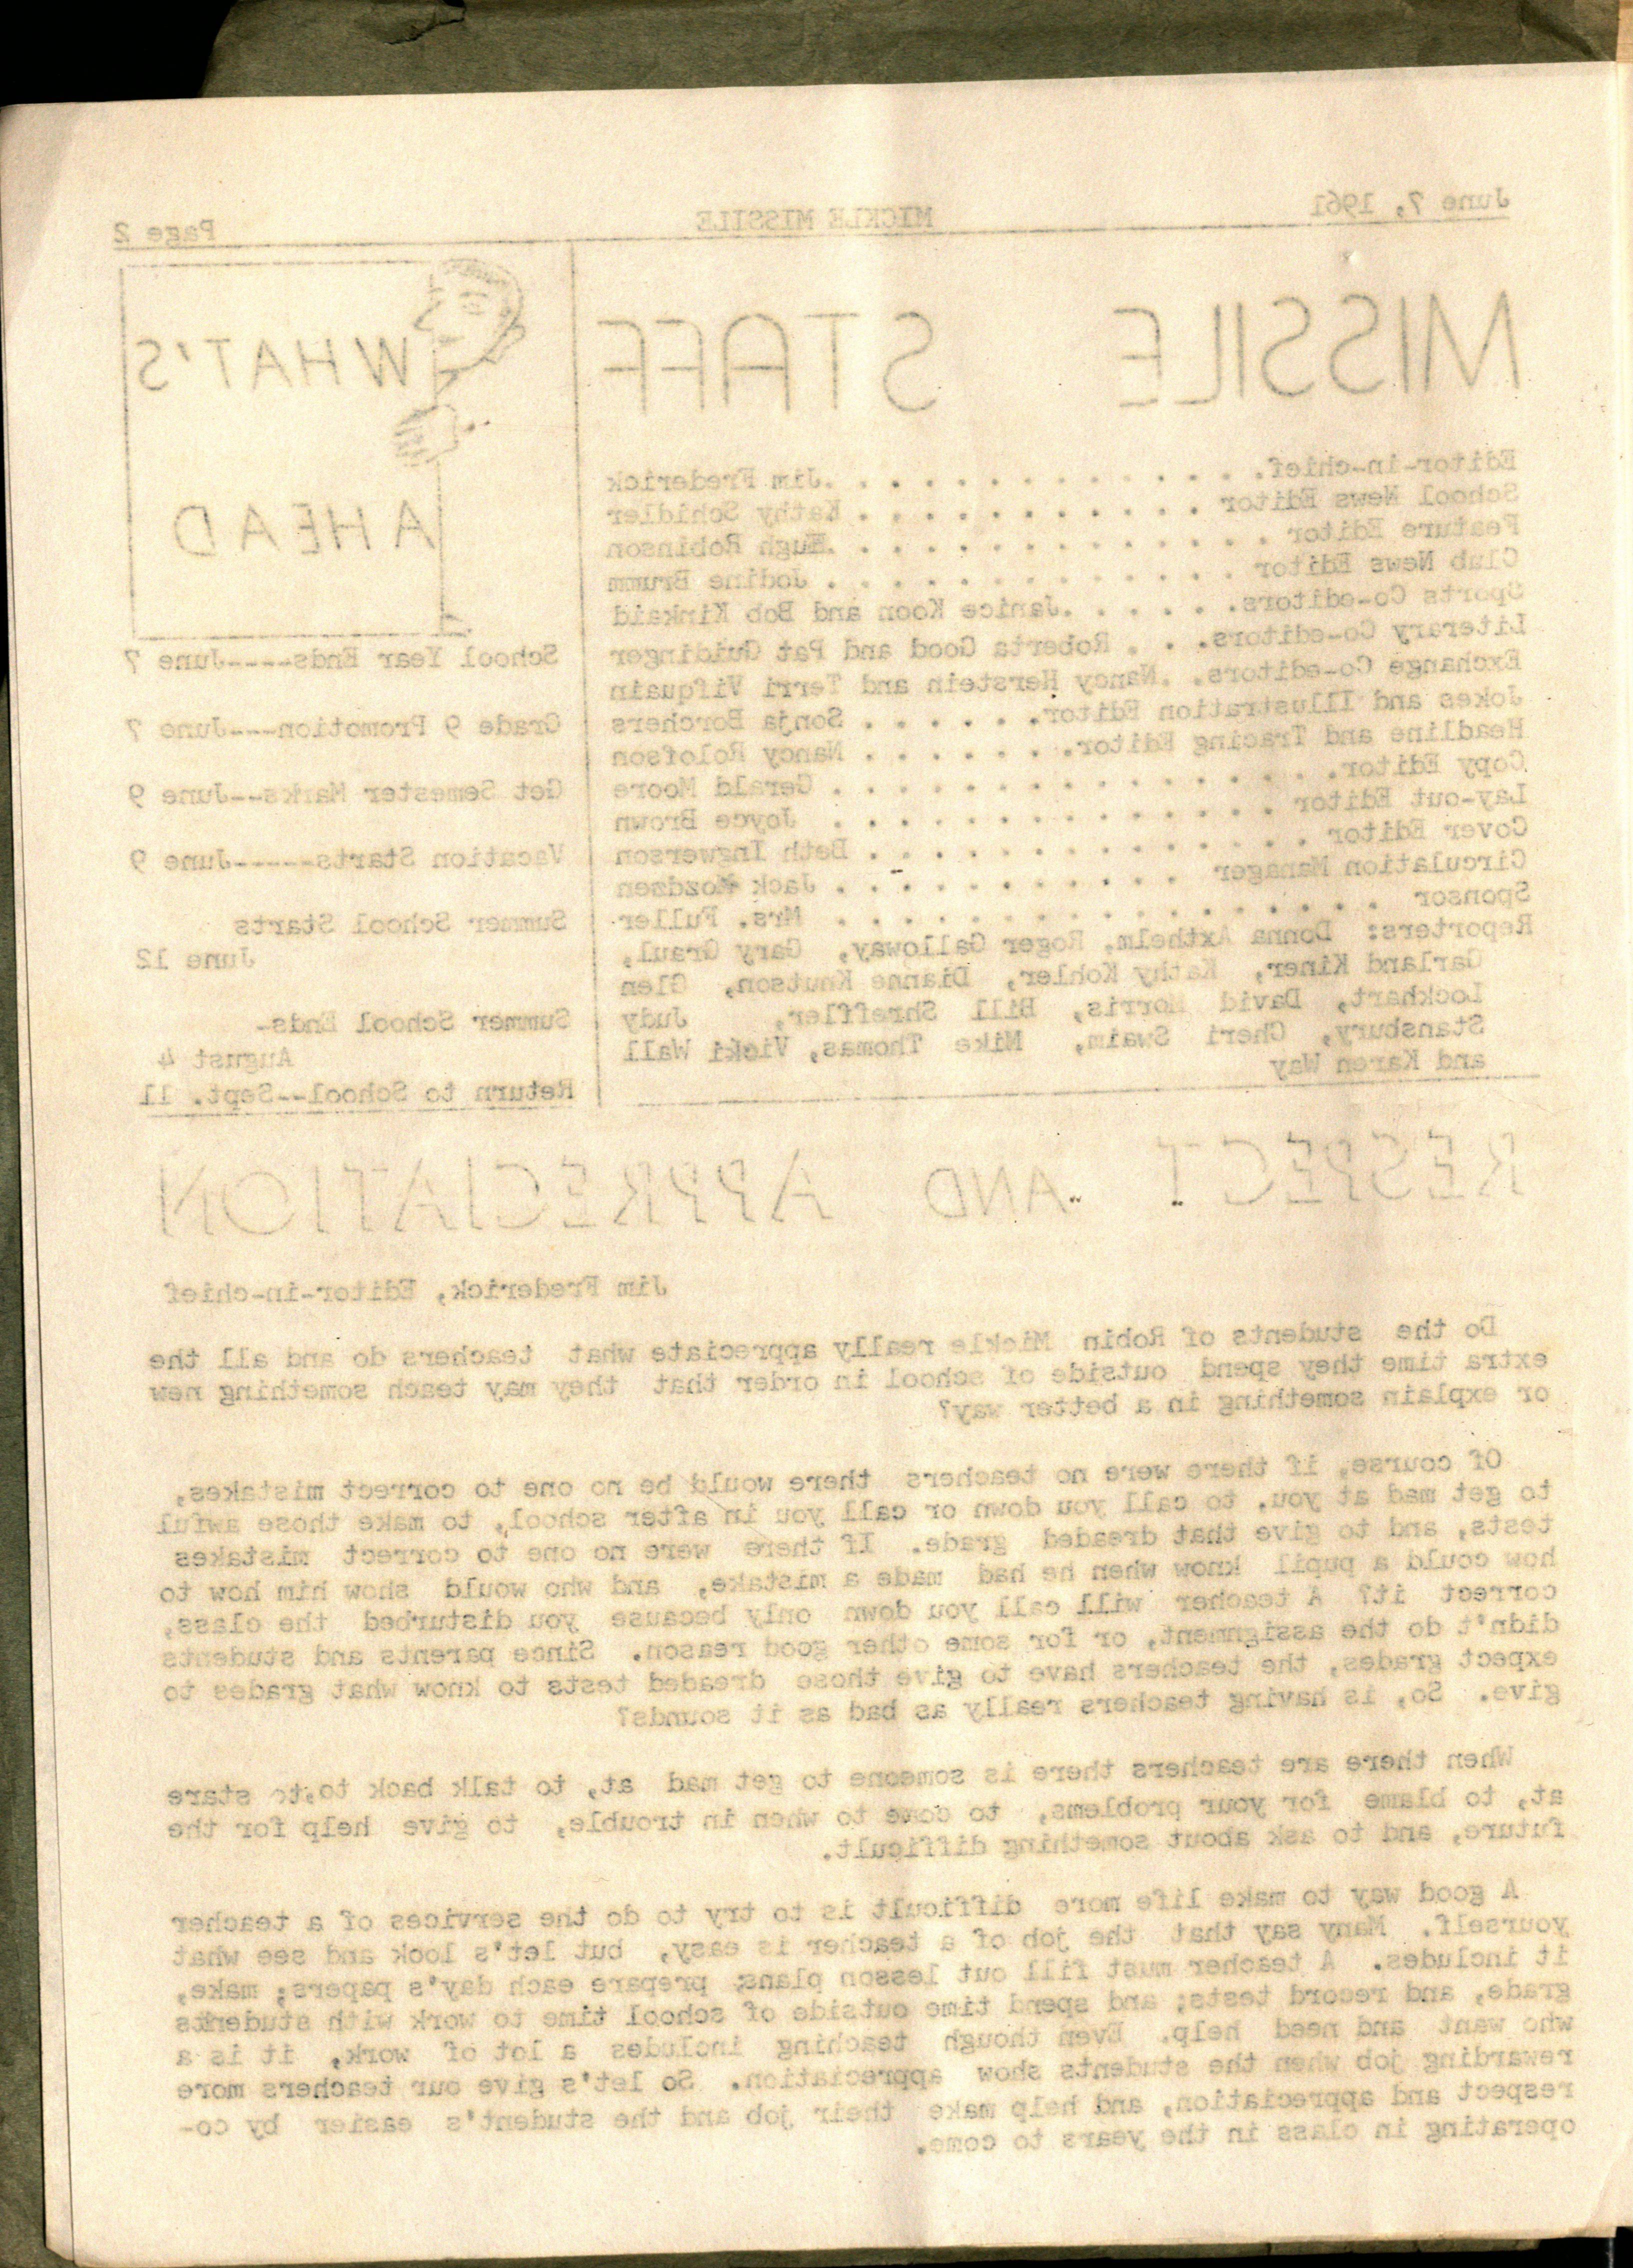 June 7, 1961 MICKLE MISSILE Page 2
MISSILE STAFF
Editor-in-chief. . . . . . . . . . . . . .Jim Frederick
School News Editor . . . . . . . . . . . Kathy Schidler
Feature Editor . . . . . . . . . . . . . .Hugh Robinson
Club News Editor . . . . . . . . . . . . . Jodine Brumm
Sports Co-editors. . . . . .Janice Koon and Bob Kinkaid
Literary Co-editors. . . Roberta Good and Pat Guidinger
Exchange Co-editors. .Nancy Herstein and Terri Vifquain
Jokes and Illustration Editor. . . . . . Sonja Borchers
Headline and Tracing Editor. . . . . . . Nancy Rolofson
Copy Editor. . . . . . . . . . . . . . . . Gerald Moore
Lay-out Editor . . . . . . . . . . . . . . Joyce Brown
Cover Editor . . . . . . . . . . . . . . Beth Ingwerson
Circulation Manager . . . . . . . . . . . Jack
Sponsor . . . . . . . . . . . . . . . . . Mrs. Fuller
Reporters: Donna Axthelm, Roger Galloway, Gary Graul,
Garland Kiner, Kathy Kohler, Dianne Knutson, Glen
Lockhart, David Norris, Bill Shreffler, Judy
Stansbury, Cheri Swaim, Mike Thomas, Vicki Wall
and Karen Way
WHAT'S
AHEAD
School Year Ends-----June 7
Grade 9 Promotion----June 7
Get Semester Marks--June 9
Vacation Starts------June 9
Summer School Starts
June 12
Summer School Ends-
August 4
Return to School--Sept. 11
RESPECT AND APPRECIATION
Jim Frederick, Editor-in-chief
Do the students of Robin Mickle really appreciate what teachers do and all the
extra time they spend outside of school in order that they may teach something new
or explain something in a better way?
Of course, if there were no teachers there would be no one to correct mistakes,
to get mad at you, to call you down or call you in after school, to make those awful
tests, and to give that dreaded grade. If there were no one to correct mistakes
how could a pupil know when he had made a mistake, and who would show him how to
correct it? A teacher will call you down only because you disturbed the class,
didn't do the assignment, or for some other good reason. Since parents and students
expect grades, the teachers have to give those dreaded tests to know what grades to
give. So, is having teachers really as bad as it sounds?
When there are teachers there is someone to get mad at, to talk back to,to stare
at, to blame for your problems, to come to when in trouble, to give help for the
future, and to ask about something difficult.
A good way to make life more difficult is to try to do the services of a teacher
yourself. Many say that the job of a teacher is easy, but let's look and see what
it includes. A teacher must fill out lesson plans; prepare each day's papers; make,
grade, and record tests; and spend time outside of school time to work with students
who want and need help. Even though teaching includes a lot of work, it is a
rewarding job when the students show appreciation. So let's give our teachers more
respect and appreciation, and help make their job and the student's easier by co-
operating in class in the years to come.